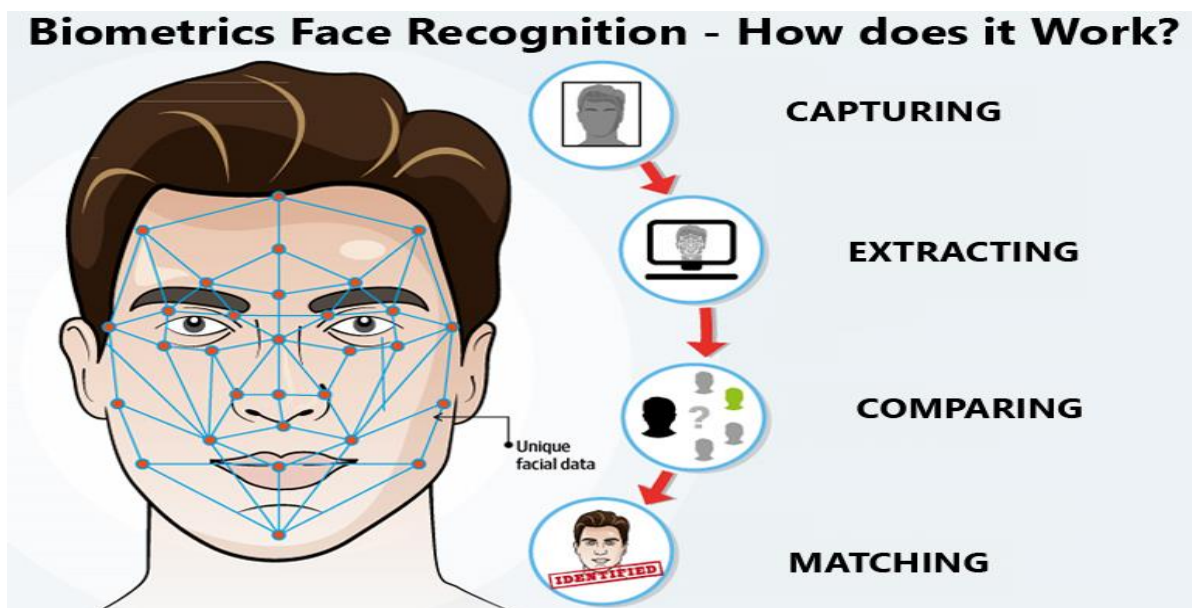 Biometrics Face Recognition - How does it Work?
CAPTURING
EXTRACTING
?
COMPARING
Unique
facial data
IDENTIFIED
MATCHING